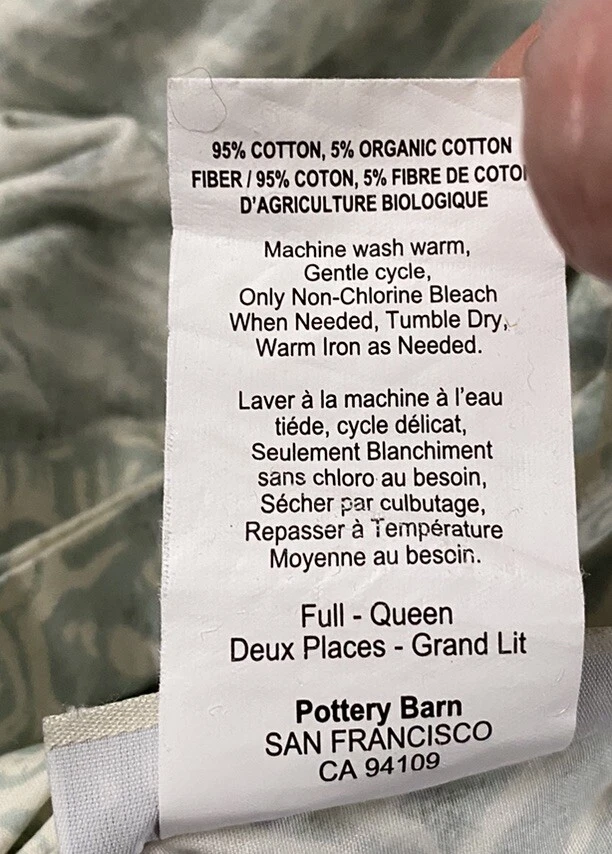 95% COTTON, 5% ORGANIC COTTON
FIBER / 95% COTON, 5% FIBRE DE COTO
D'AGRICULTURE BIOLOGIQUE
Machine wash warm,
Gentle cycle,
Only Non-Chlorine Bleach
When Needed, Tumble Dry,
Warm Iron as Needed.
Laver à la machine à l'eau
tiéde, cycle délicat,
Seulement Blanchiment
sans chloro au besoin,
Sécher par culbutage,
Repasser à Température
Moyenne au besoin.
Full - Queen
Deux Places - Grand Lit
Pottery Barn
SAN FRANCISCO
CA 94109